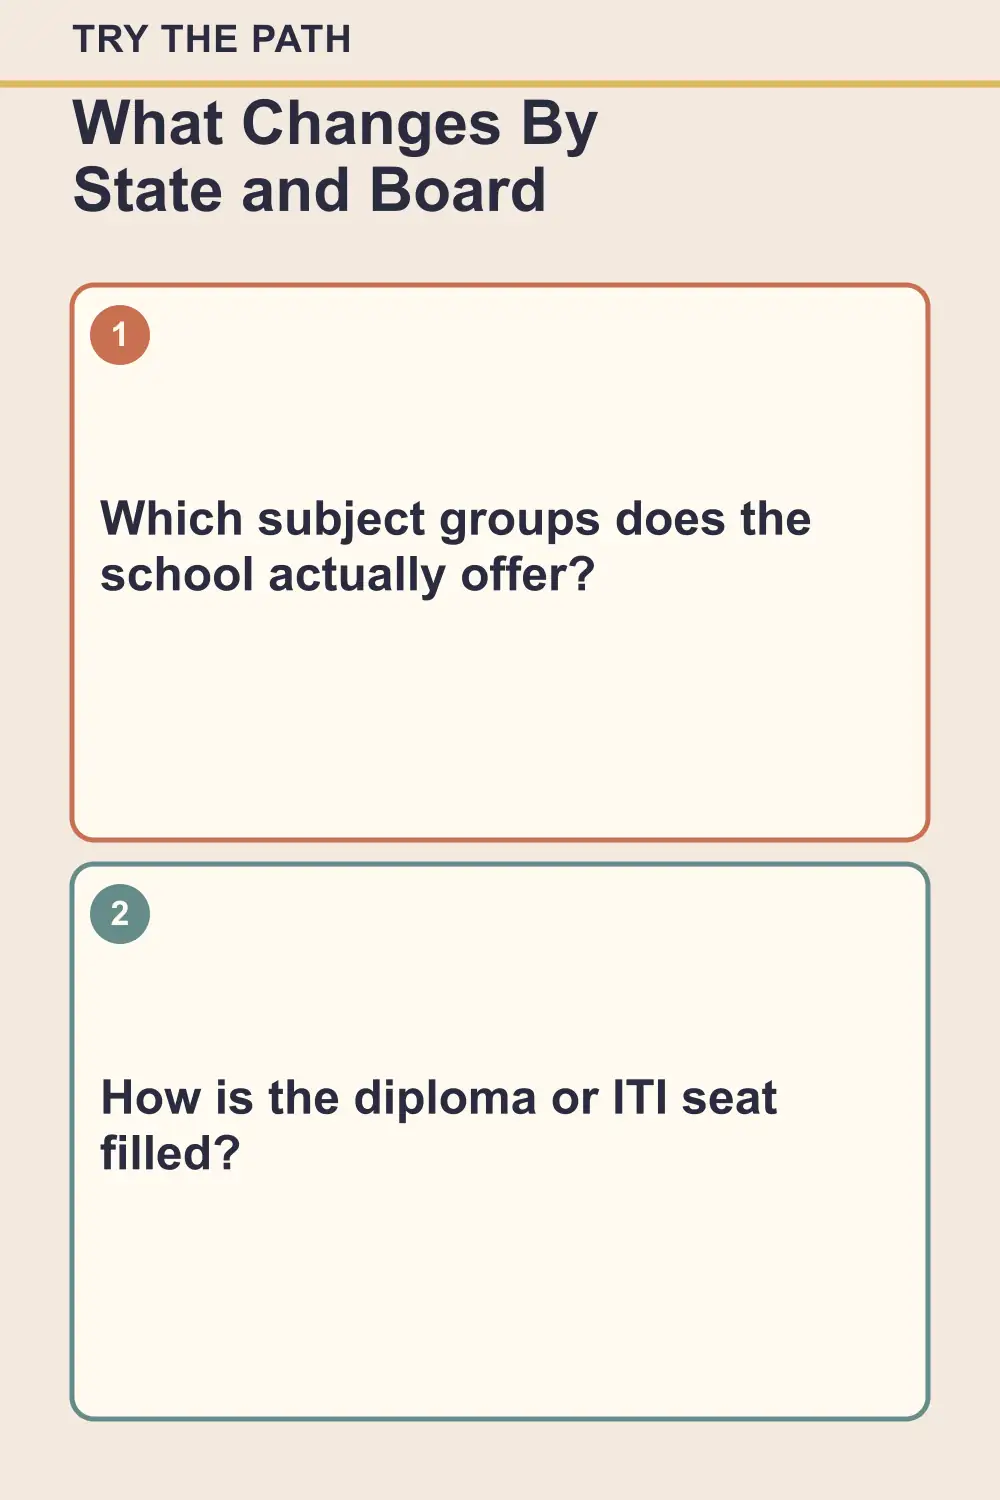 TRY THE PATH
What Changes By
State and Board
1
Which subject groups does the
school actually offer?
2
How is the diploma or ITI seat
filled?